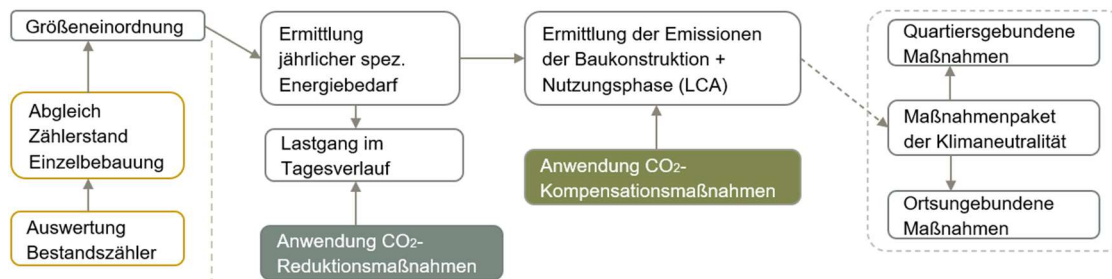 Größeneinordnung
Abgleich
Zählerstand
Einzelbebauung
Auswertung
Bestandszähler
Ermittlung
jährlicher spez.
Energiebedarf
Lastgang im
Tagesverlauf
Anwendung CO2-
Reduktionsmaßnahmen
Ermittlung der Emissionen
der Baukonstruktion +
Nutzungsphase (LCA)
Anwendung CO2-
Kompensationsmaßnahmen
Quartiersgebundene
Maßnahmen
Maßnahmenpaket
der Klimaneutralität
Ortsungebundene
Maßnahmen